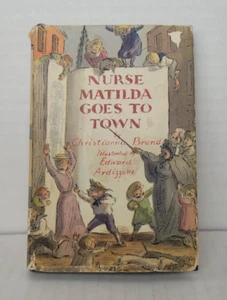 NURSE
MATILDA
GOES TO
TOWN
Christianna Brand
Illustrated by
Edward
Ardizzone